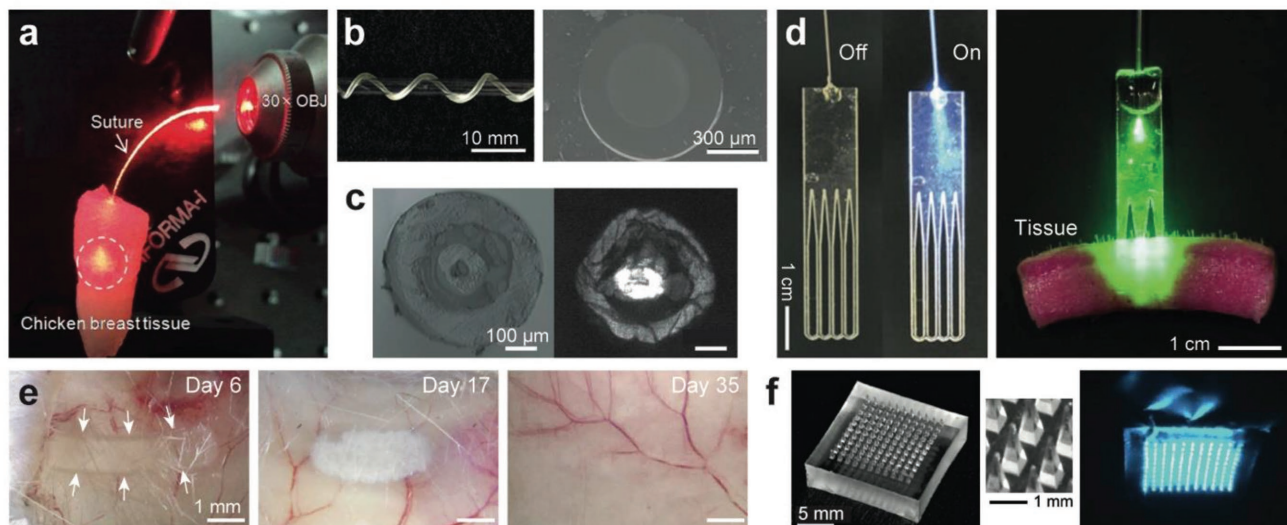 a
30× OBJ
Suture
FORMA-i
Chicken breast tissue
b
10 mm
300 µm
c
100 µm
d
Off
On
1 cm
Tissue
1 cm
e
Day 6
1 mm
Day 17
Day 35
f
5 mm
1 mm